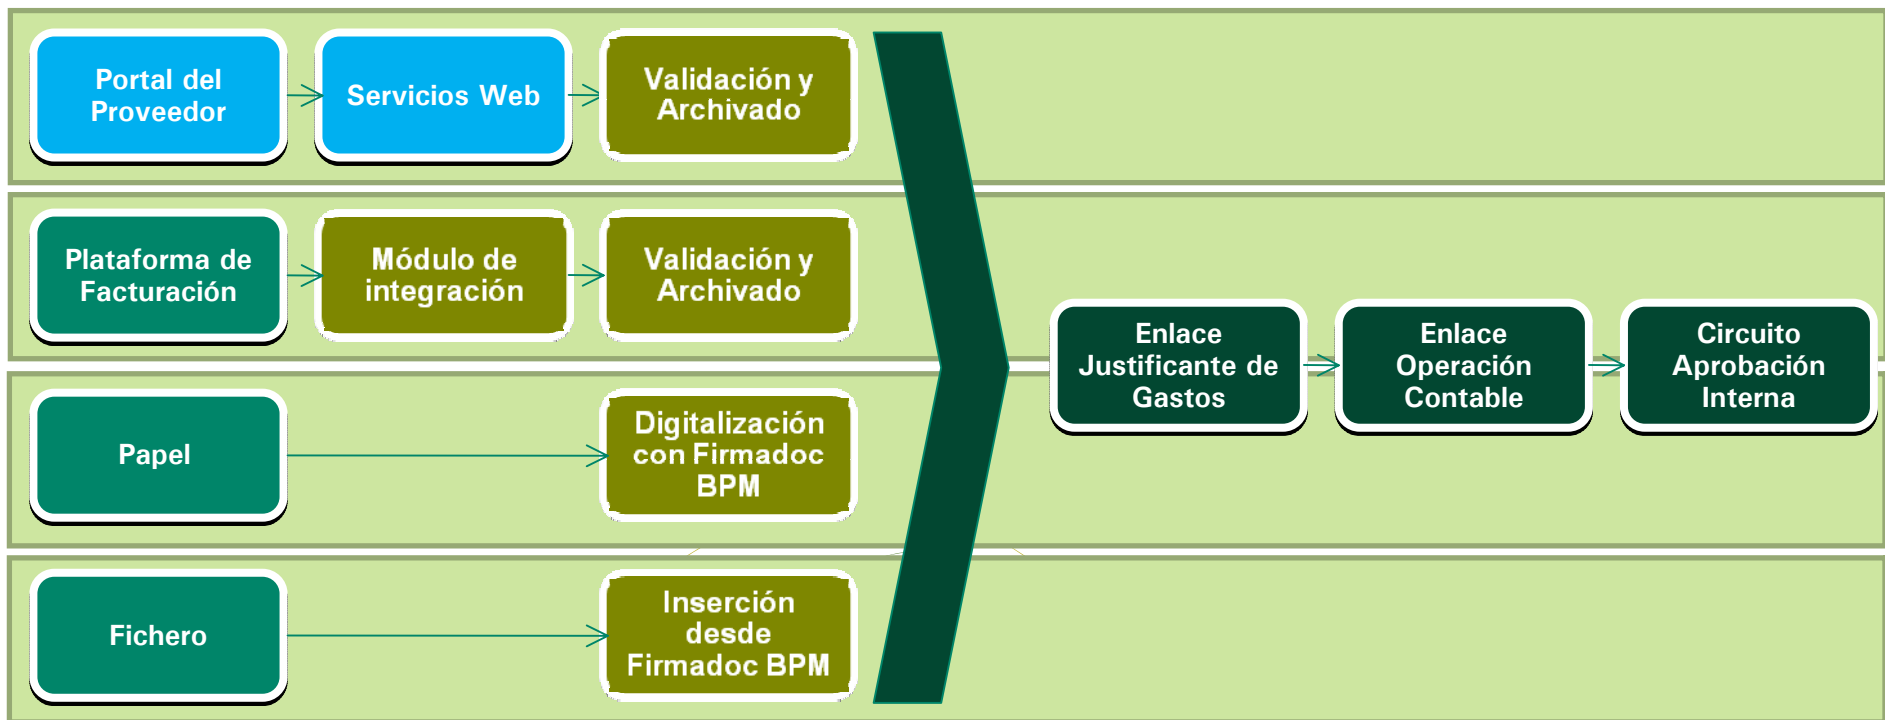 Portal del
Proveedor
Servicios Web
Validación y
Archivado
Plataforma de
Facturación
Módulo de
integración
Validación y
Archivado
Papel
Digitalización
con Firmadoc
BPM
Fichero
Inserción
desde
Firmadoc BPM
Enlace
Justificante de
Gastos
Enlace
Operación
Contable
Circuito
Aprobación
Interna